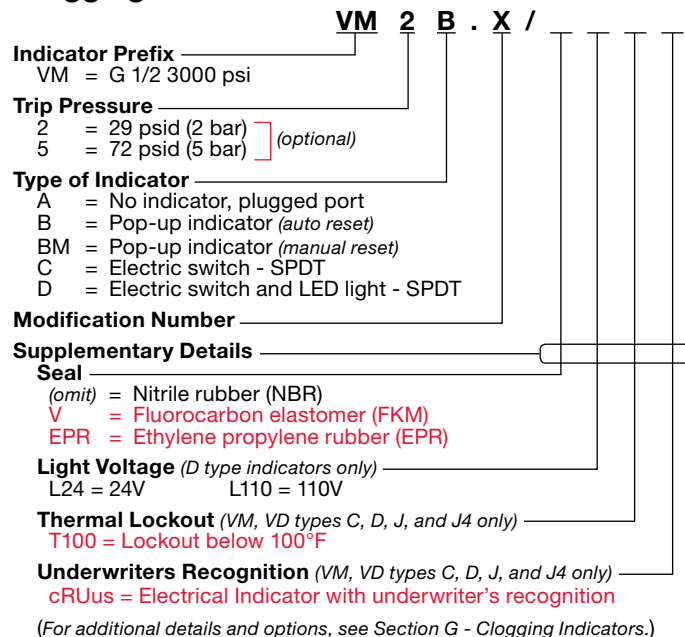 VM 2 B . X /
Indicator Prefix
VM = G 1/2 3000 psi
Trip Pressure
2 = 29 psid (2 bar)
5 = 72 psid (5 bar)
(optional)
Type of Indicator
A = No indicator, plugged port
B = Pop-up indicator (auto reset)
BM = Pop-up indicator (manual reset)
C = Electric switch - SPDT
D = Electric switch and LED light - SPDT
Modification Number
Supplementary Details
Seal
(omit) = Nitrile rubber (NBR)
V = Fluorocarbon elastomer (FKM)
EPR = Ethylene propylene rubber (EPR)
Light Voltage (D type indicators only)
L24 = 24V L110 = 110V
Thermal Lockout (VM, VD types C, D, J, and J4 only)
T100 = Lockout below 100°F
Underwriters Recognition (VM, VD types C, D, J, and J4 only)
cRUus = Electrical Indicator with underwriter's recognition
(For additional details and options, see Section G - Clogging Indicators.)